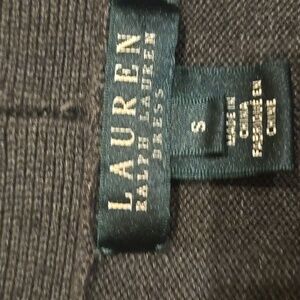 LAUREN
RALPH LAUREN
DRESS
S
MADE IN
CHINA
FABRIQUE EN
CHINE